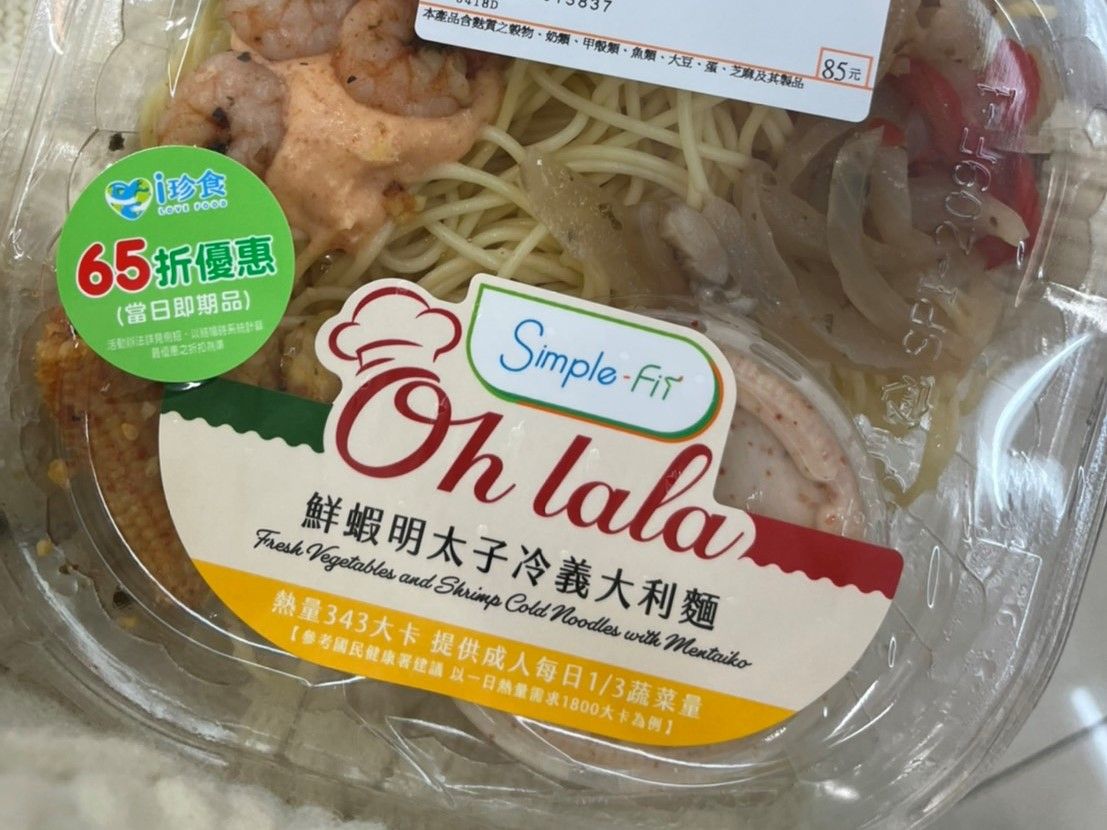 本產品含麩質之穀物、奶類、甲殼類、魚類、大豆、蛋、芝麻及其製品
85元
i珍食
LOVE FOOD
65折優惠
(當日即期品)
Simple-Fit
Oh lala
鮮蝦明太子冷義大利麵
Fresh Vegetables and Shrimp Cold Noodles with Mentaiko
熱量343大卡 提供成人每日1/3蔬菜量
【參考國民健康署建議 以一日熱量需求1800大卡為例】
SF1-209F-1